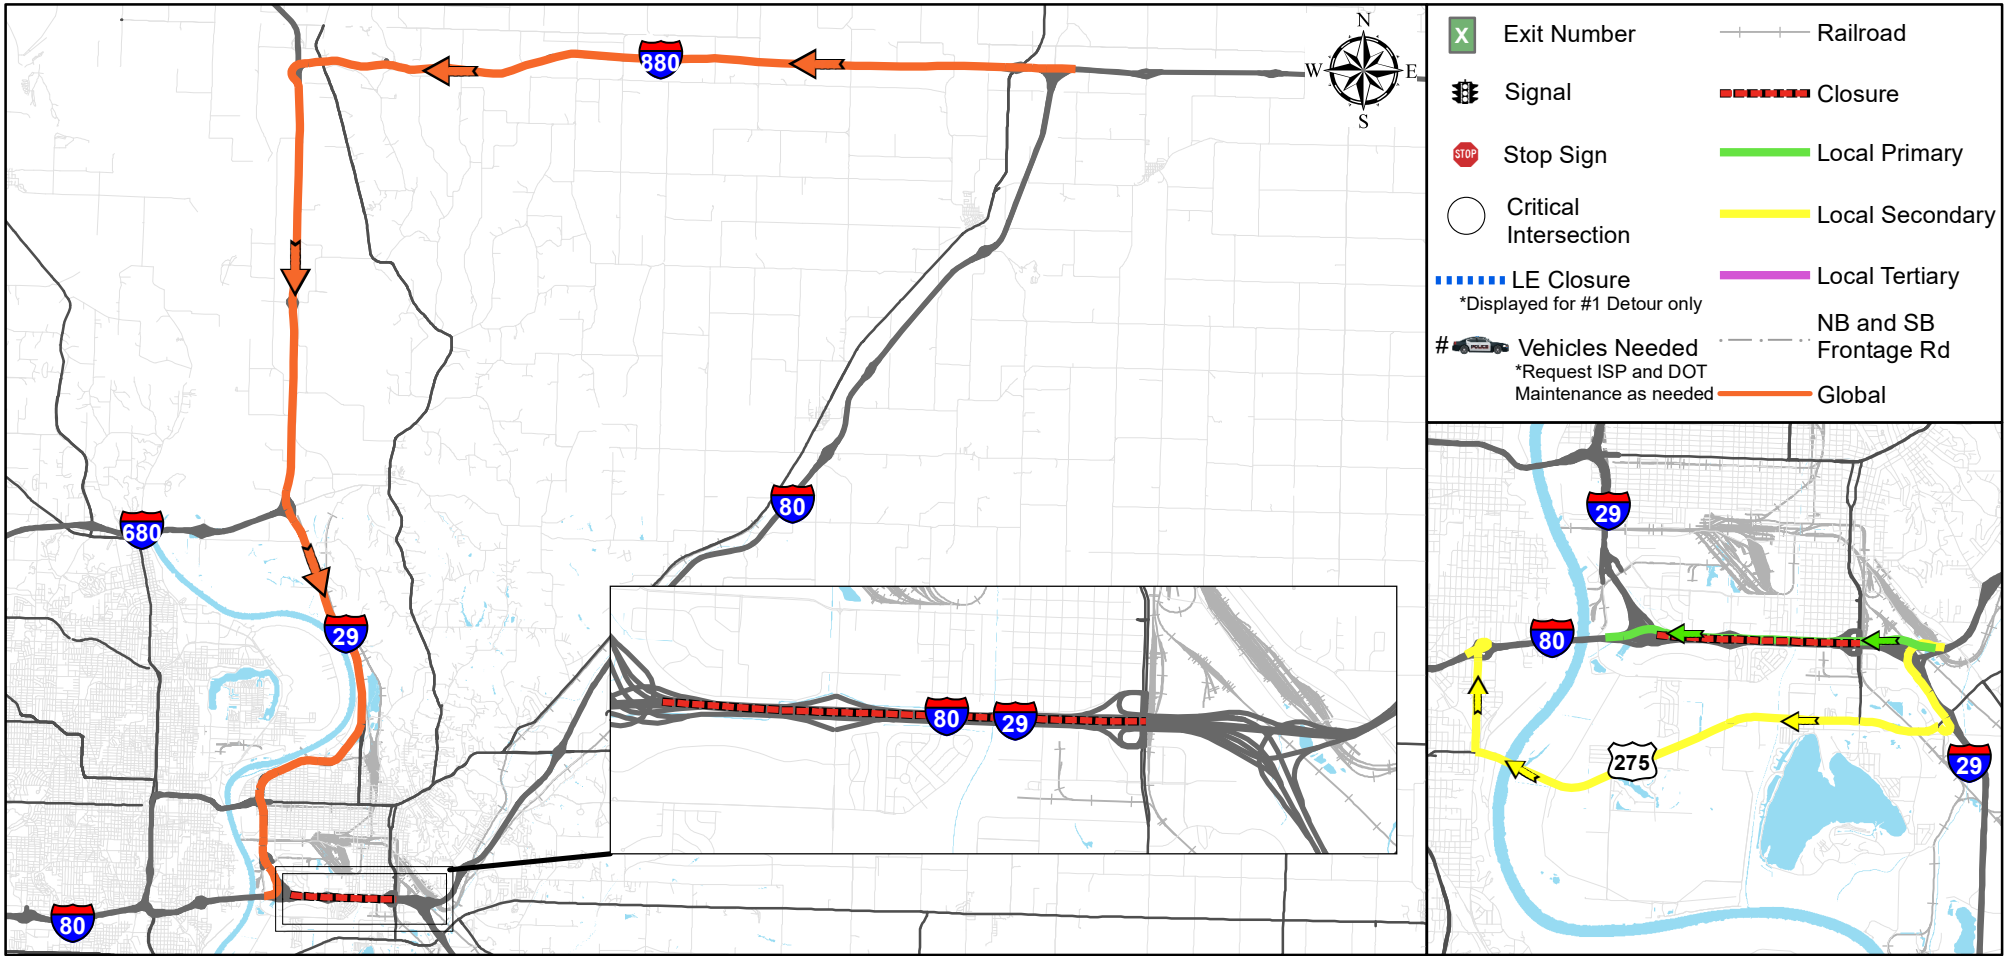 880
N
W
E
S
80
680
29
80
29
80
X
Exit Number
Signal
STOP
Stop Sign
Critical
Intersection
LE Closure
*Displayed for #1 Detour only
#
POLICE
Vehicles Needed
*Request ISP and DOT
Maintenance as needed
Railroad
Closure
Local Primary
Local Secondary
Local Tertiary
NB and SB
Frontage Rd
Global
29
80
275
29